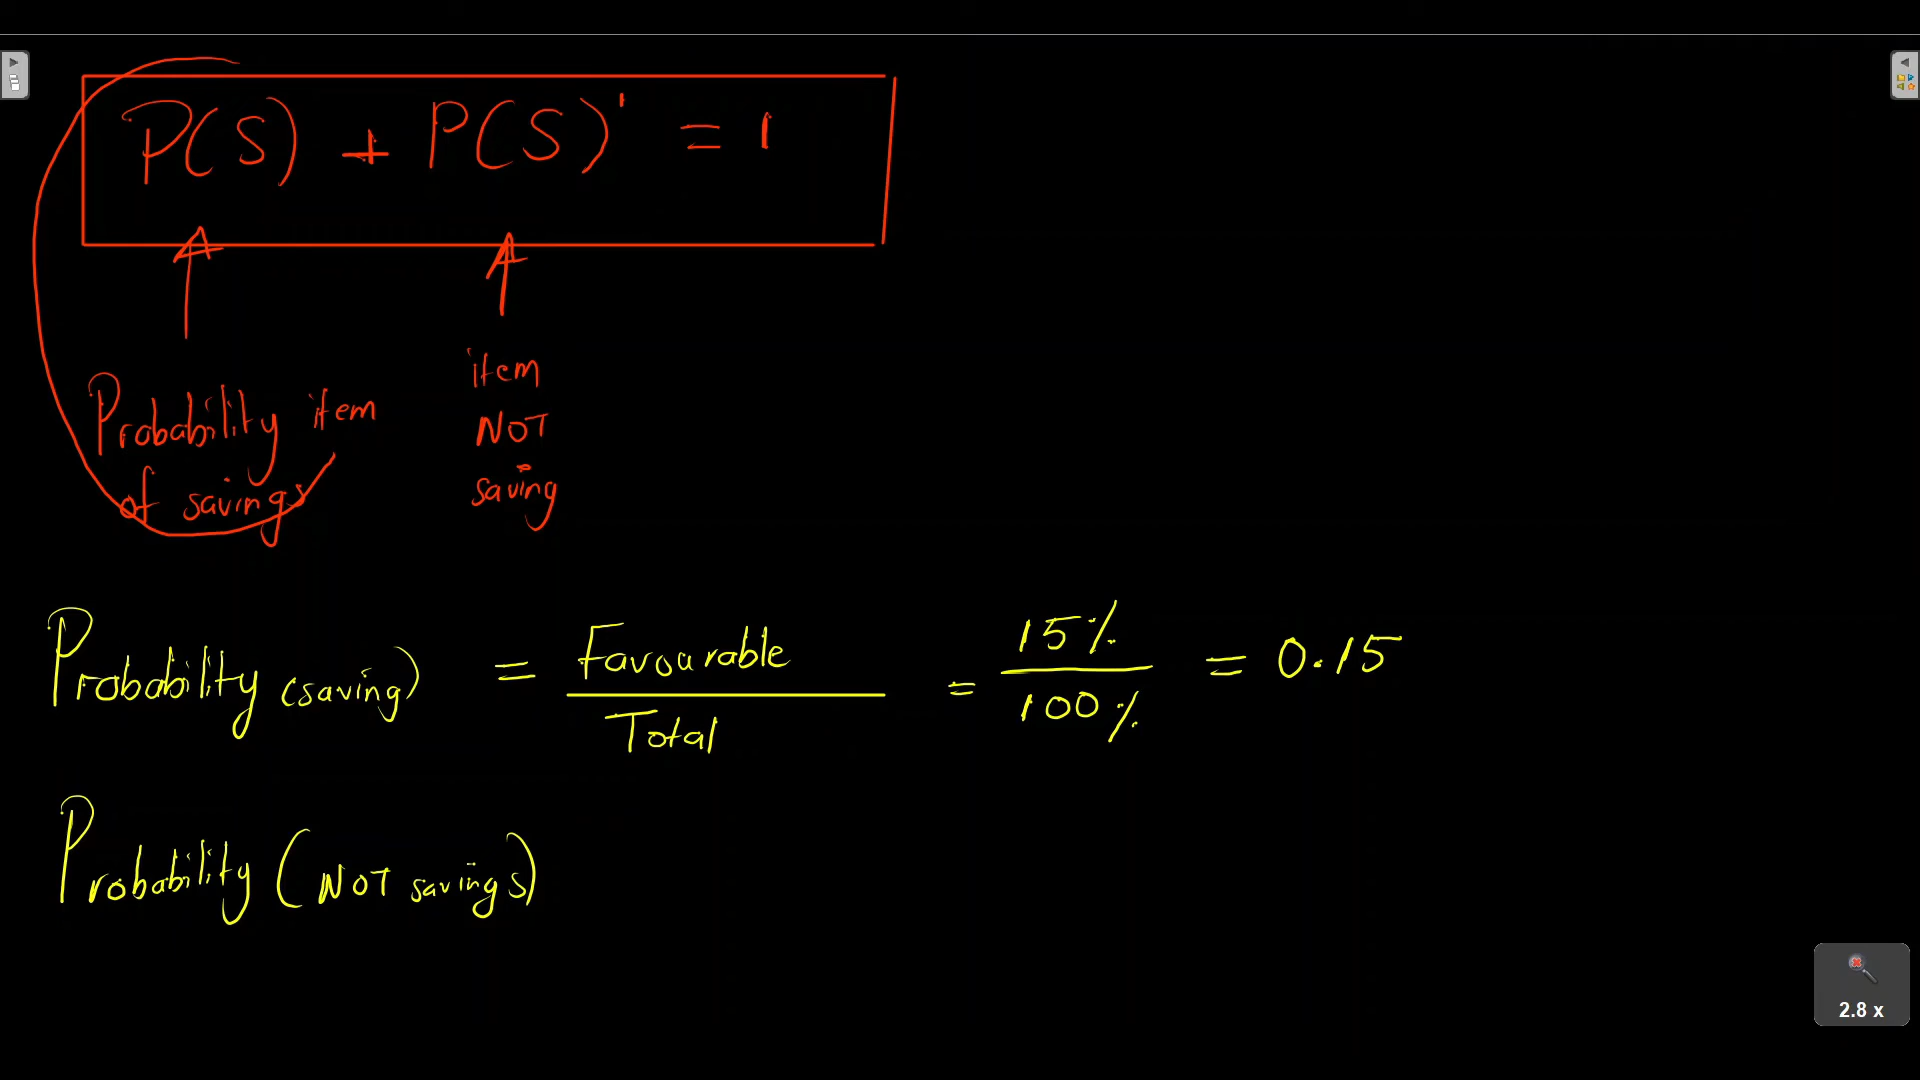 P(S) + P(S)' = 1
Probability item
of savings
item
NOT
saving
Probability (saving) = Favourable / Total = 15% / 100% = 0.15
Probability (NOT savings)
2.8 x